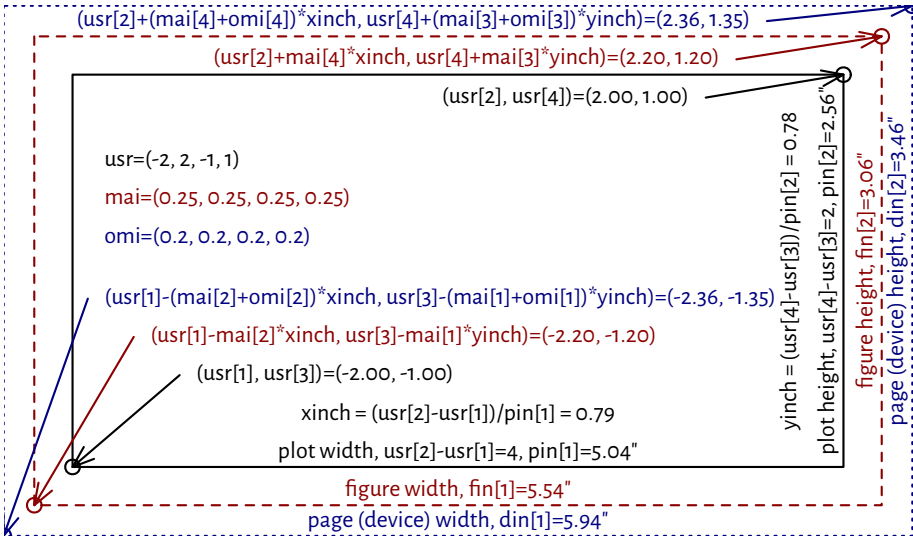 (usr[2]+(mai[4]+omi[4])*xinch, usr[4]+(mai[3]+omi[3])*yinch)=(2.36, 1.35)
(usr[2]+mai[4]*xinch, usr[4]+mai[3]*yinch)=(2.20, 1.20)
(usr[2], usr[4])=(2.00, 1.00)
usr=(-2, 2, -1, 1)
mai=(0.25, 0.25, 0.25, 0.25)
omi=(0.2, 0.2, 0.2, 0.2)
(usr[1]-(mai[2]+omi[2])*xinch, usr[3]-(mai[1]+omi[1])*yinch)=(-2.36, -1.35)
(usr[1]-mai[2]*xinch, usr[3]-mai[1]*yinch)=(-2.20, -1.20)
(usr[1], usr[3])=(-2.00, -1.00)
xinch = (usr[2]-usr[1])/pin[1] = 0.79
plot width, usr[2]-usr[1]=4, pin[1]=5.04"
figure width, fin[1]=5.54"
page (device) width, din[1]=5.94"
yinch = (usr[4]-usr[3])/pin[2] = 0.78
plot height, usr[4]-usr[3]=2, pin[2]=2.56"
figure height, fin[2]=3.06"
page (device) height, din[2]=3.46"